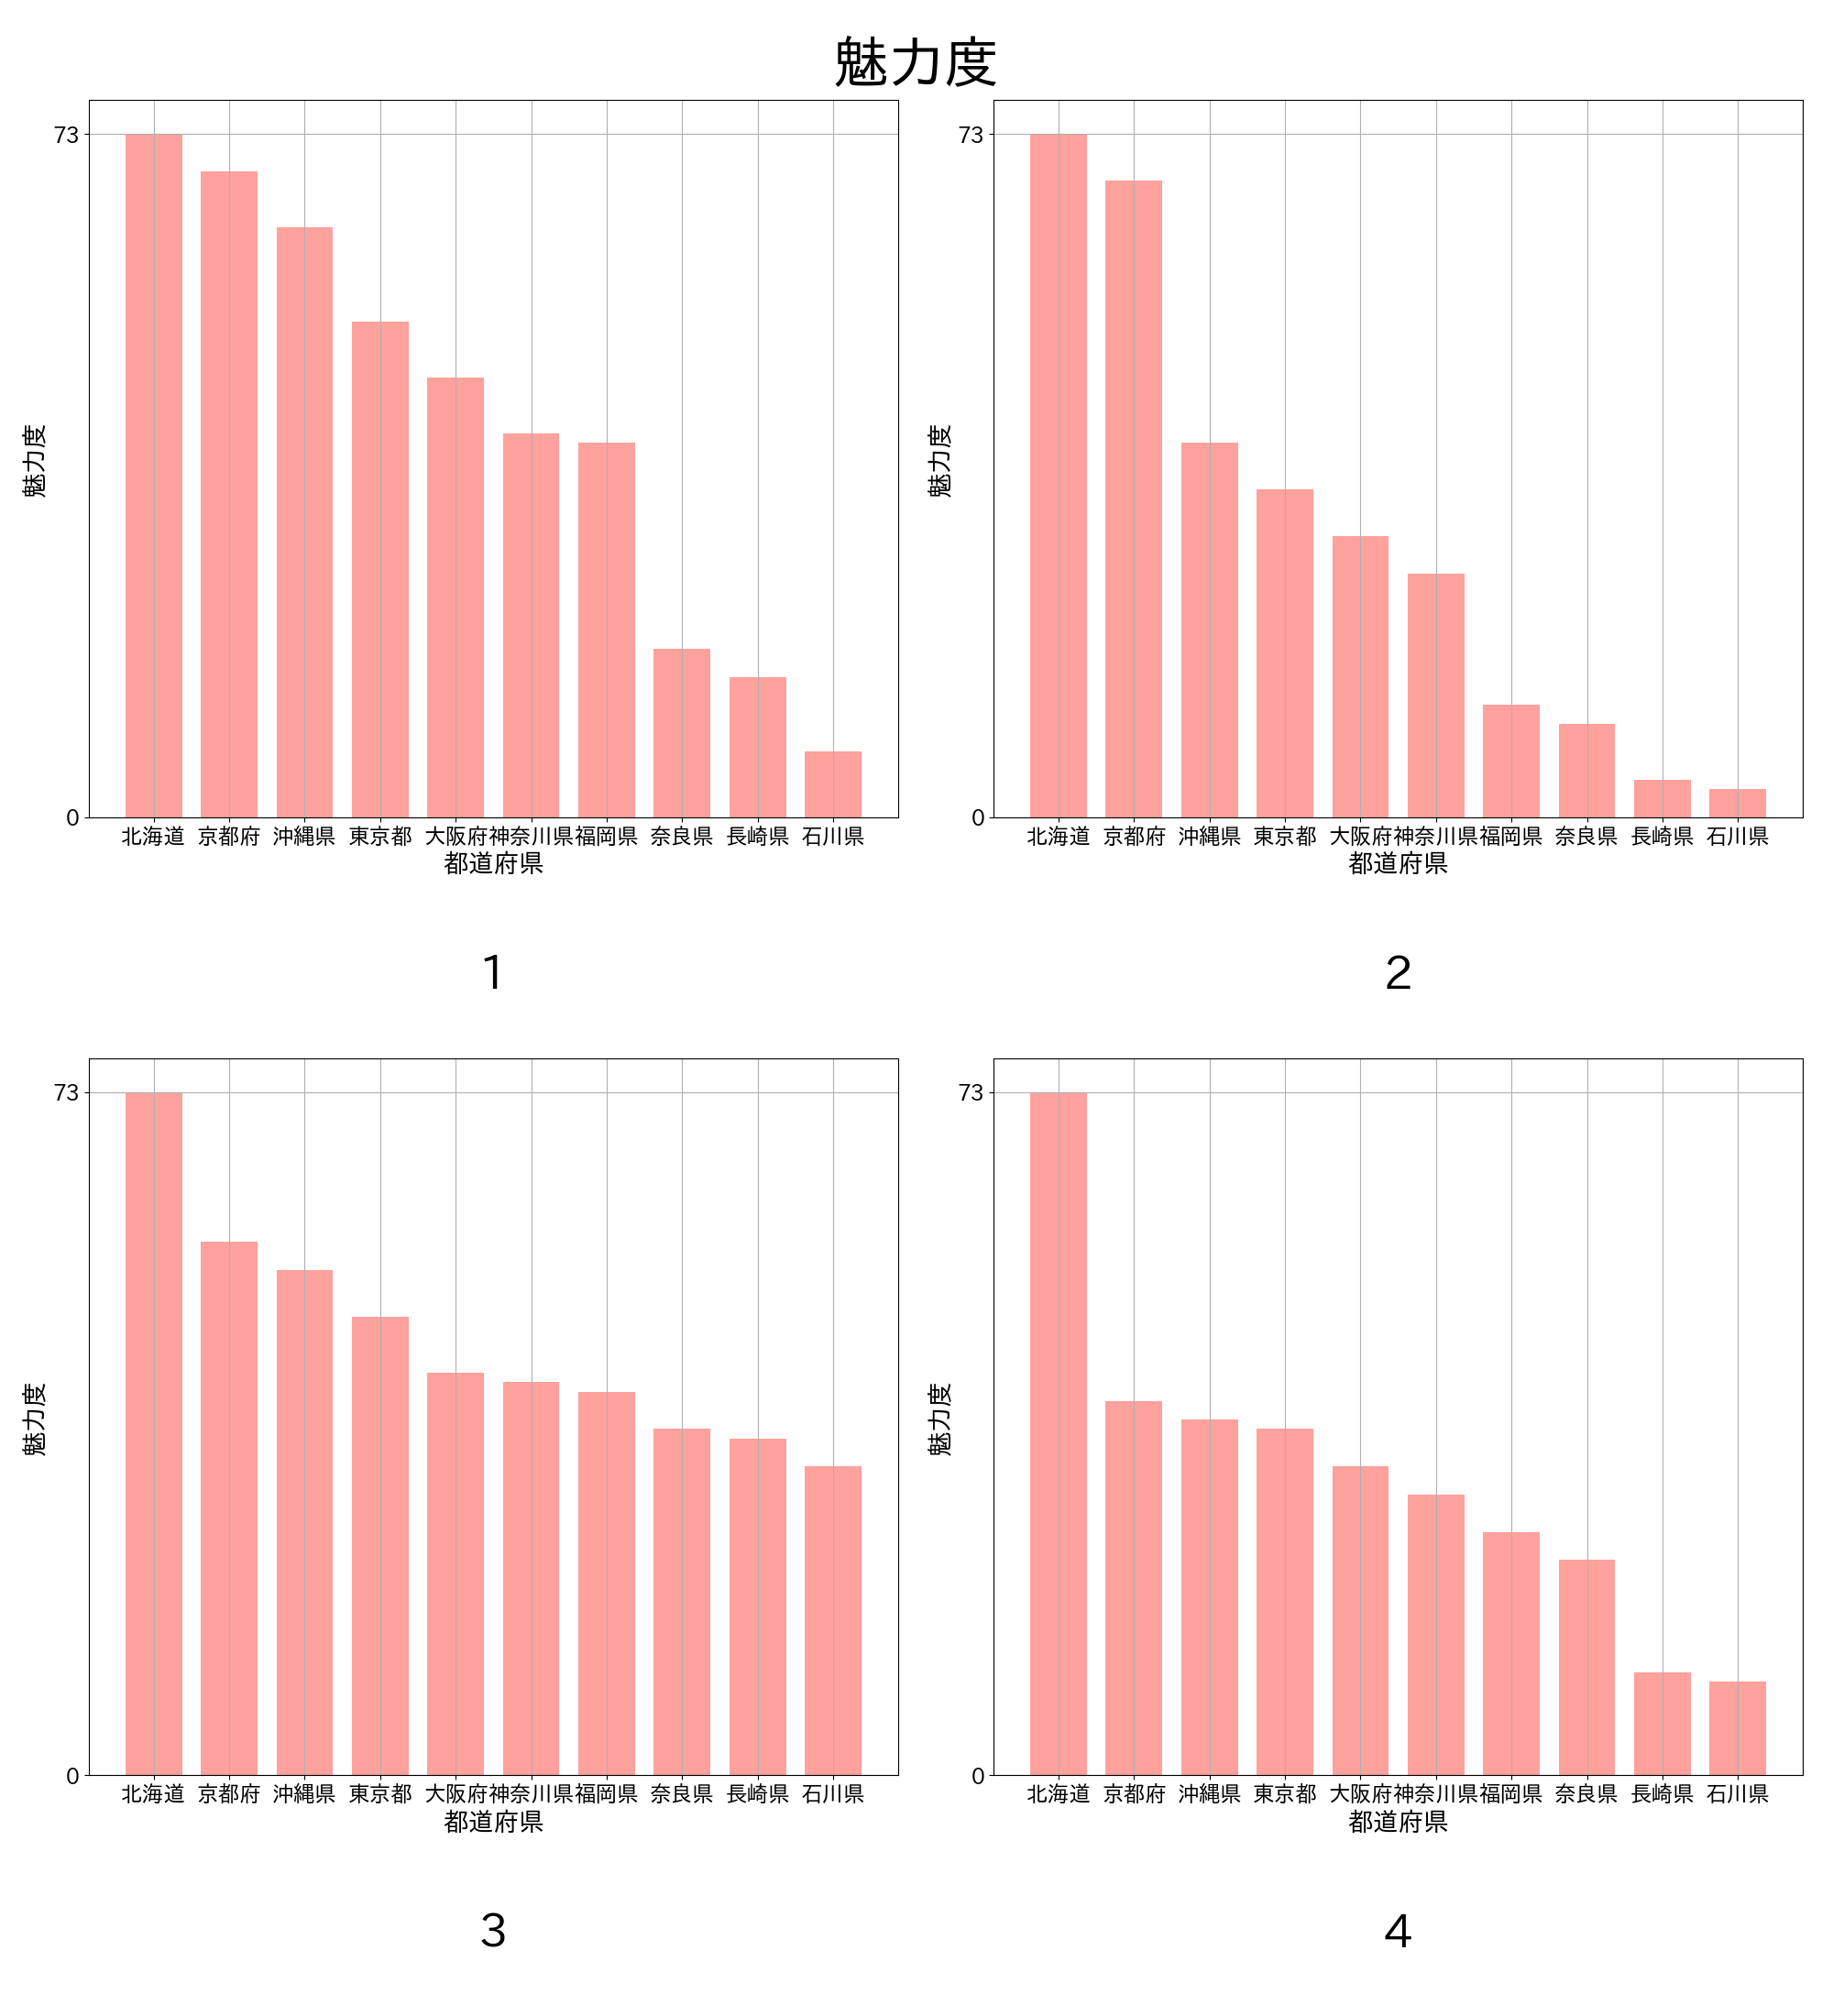 魅力度
73
0
魅力度
北海道 京都府 沖縄県 東京都 大阪府 神奈川県 福岡県 奈良県 長崎県 石川県
都道府県
1
73
0
魅力度
北海道 京都府 沖縄県 東京都 大阪府 神奈川県 福岡県 奈良県 長崎県 石川県
都道府県
2
73
0
魅力度
北海道 京都府 沖縄県 東京都 大阪府 神奈川県 福岡県 奈良県 長崎県 石川県
都道府県
3
73
0
魅力度
北海道 京都府 沖縄県 東京都 大阪府 神奈川県 福岡県 奈良県 長崎県 石川県
都道府県
4